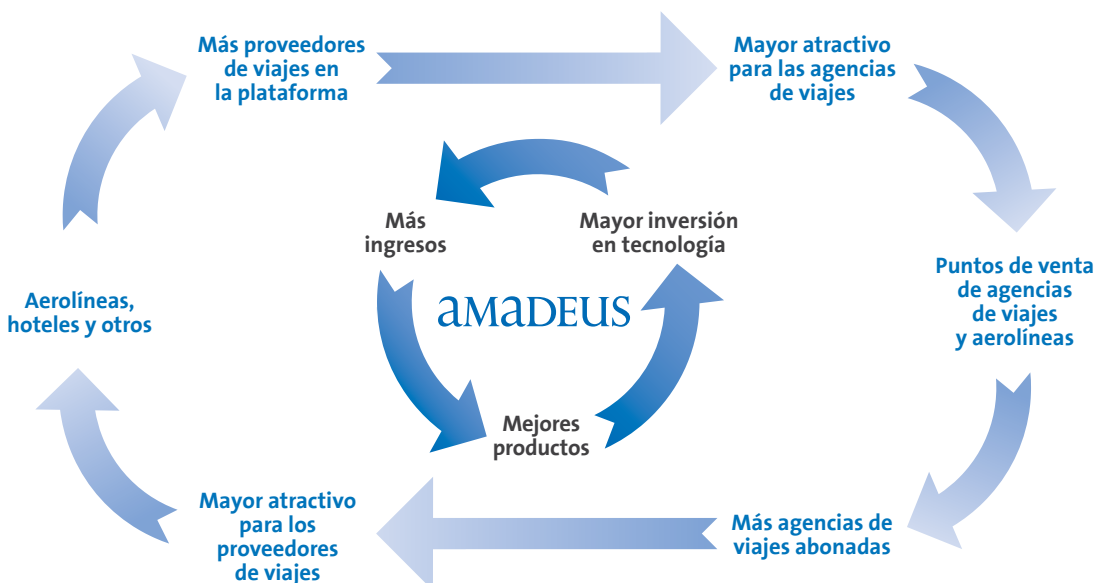 Más proveedores
de viajes en
la plataforma
Mayor atractivo
para las agencias
de viajes
Más
ingresos
Mayor inversión
en tecnología
Puntos de venta
de agencias
de viajes
y aerolíneas
Aerolíneas,
hoteles y otros
aMaDEUS
Mejores
productos
Mayor atractivo
para los
proveedores
de viajes
Más agencias de
viajes abonadas